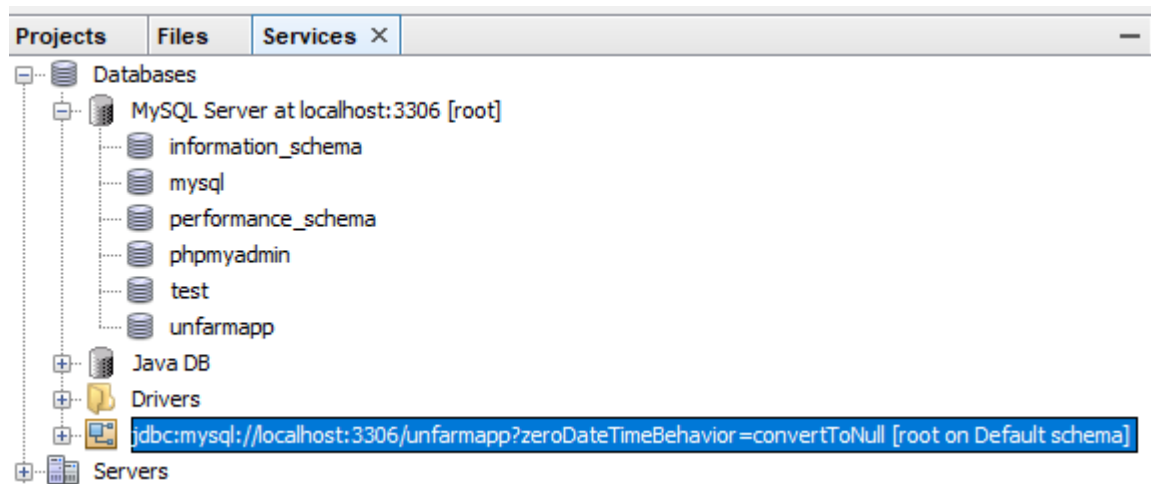 Projects Files Services ×
Databases
MySQL Server at localhost:3306 [root]
information_schema
mysql
performance_schema
phpmyadmin
test
unfarmapp
Java DB
Drivers
jdbc:mysql://localhost:3306/unfarmapp?zeroDateTimeBehavior=convertToNull [root on Default schema]
Servers